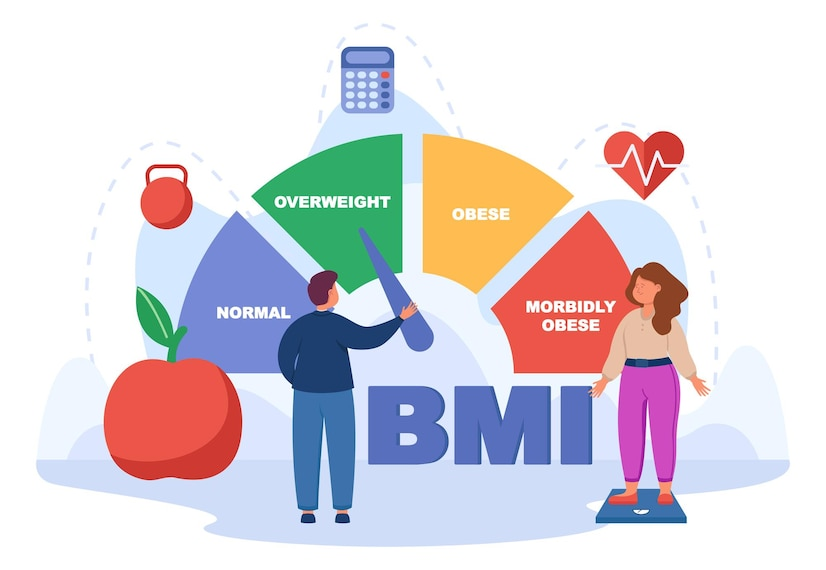 OVERWEIGHT
OBESE
NORMAL
MORBIDLY
OBESE
BMI